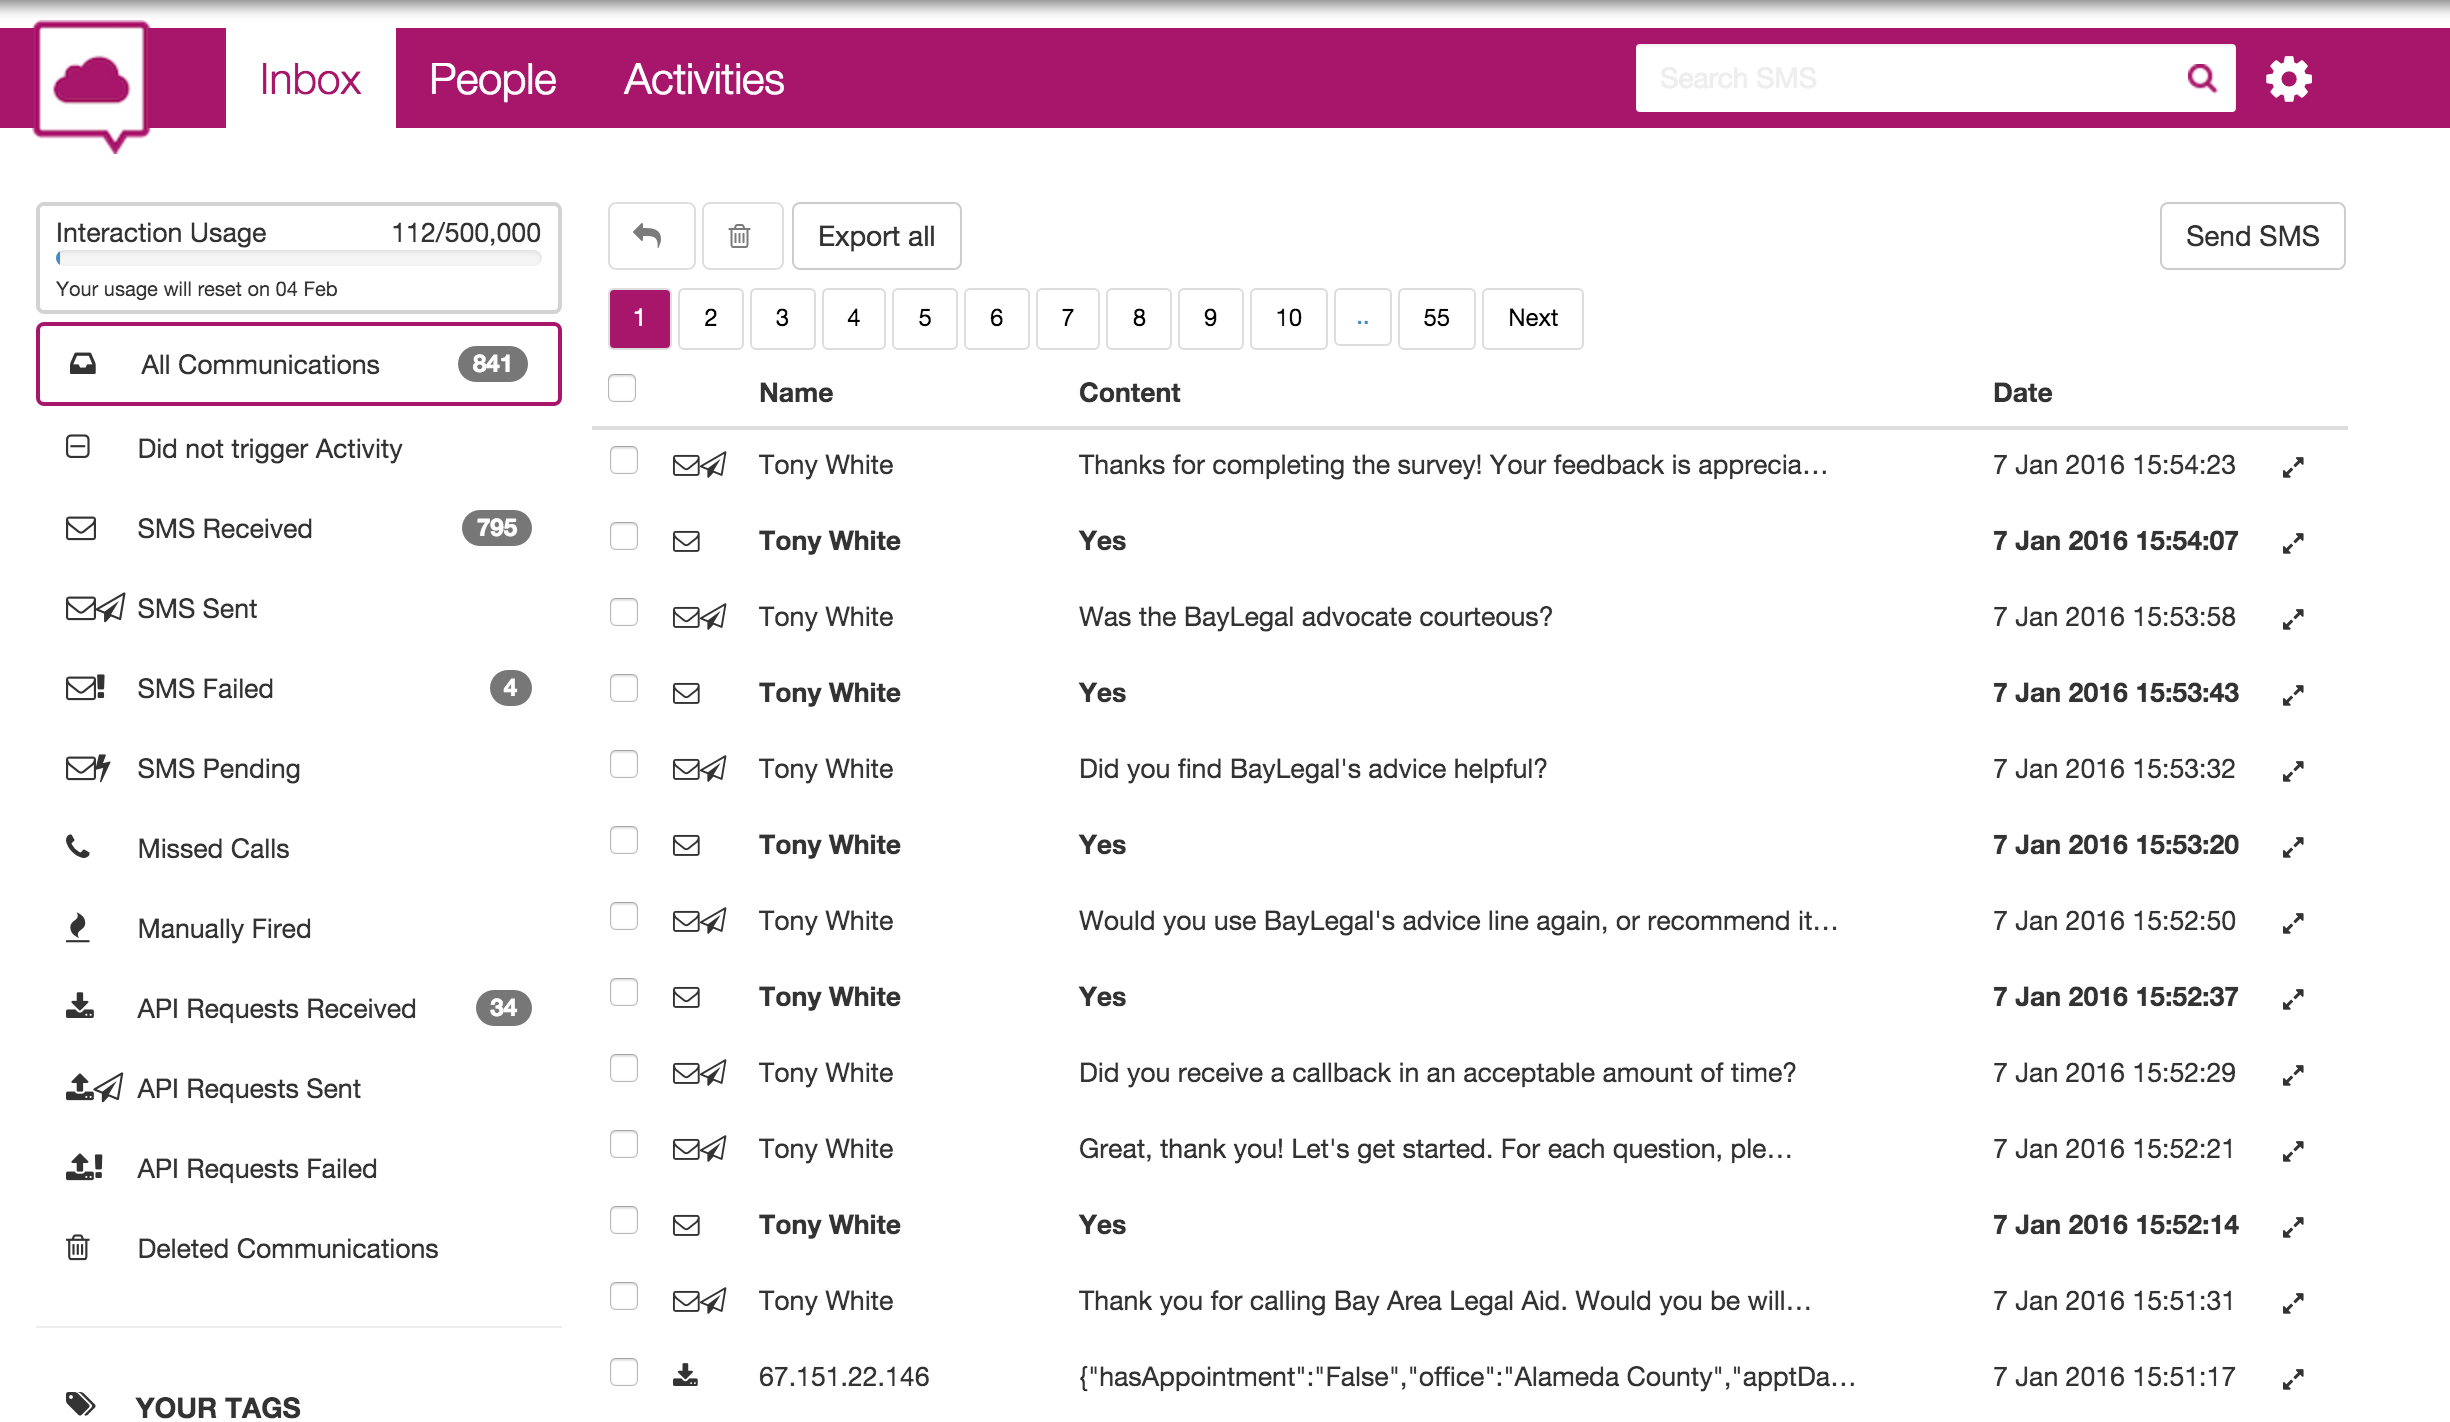 Inbox People Activities Search SMS
Interaction Usage 112/500,000
Your usage will reset on 04 Feb
All Communications 841
Did not trigger Activity
SMS Received 795
SMS Sent
SMS Failed 4
SMS Pending
Missed Calls
Manually Fired
API Requests Received 34
API Requests Sent
API Requests Failed
Deleted Communications
YOUR TAGS
Export all Send SMS
1 2 3 4 5 6 7 8 9 10 .. 55 Next
Name Content Date
Tony White Thanks for completing the survey! Your feedback is apprecia... 7 Jan 2016 15:54:23
Tony White Yes 7 Jan 2016 15:54:07
Tony White Was the BayLegal advocate courteous? 7 Jan 2016 15:53:58
Tony White Yes 7 Jan 2016 15:53:43
Tony White Did you find BayLegal's advice helpful? 7 Jan 2016 15:53:32
Tony White Yes 7 Jan 2016 15:53:20
Tony White Would you use BayLegal's advice line again, or recommend it... 7 Jan 2016 15:52:50
Tony White Yes 7 Jan 2016 15:52:37
Tony White Did you receive a callback in an acceptable amount of time? 7 Jan 2016 15:52:29
Tony White Great, thank you! Let's get started. For each question, ple... 7 Jan 2016 15:52:21
Tony White Yes 7 Jan 2016 15:52:14
Tony White Thank you for calling Bay Area Legal Aid. Would you be will... 7 Jan 2016 15:51:31
67.151.22.146 {"hasAppointment":"False","office":"Alameda County","apptDa... 7 Jan 2016 15:51:17